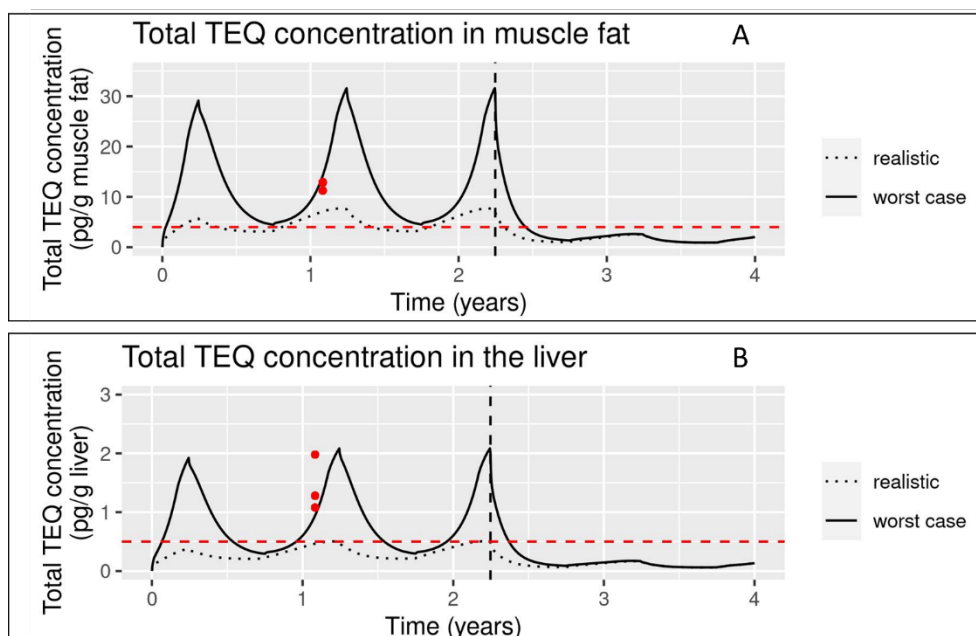 Total TEQ concentration in muscle fat
A
Total TEQ concentration
(pg/g muscle fat)
30
20
10
0
0
1
2
3
4
Time (years)
realistic
worst case
Total TEQ concentration in the liver
B
Total TEQ concentration
(pg/g liver)
3
2
1
0
0
1
2
3
4
Time (years)
realistic
worst case